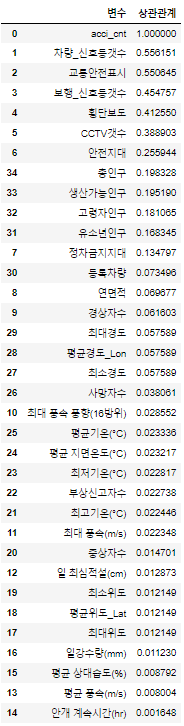 변수 상관관계
0 acci_cnt 1.000000
1 차량_신호등갯수 0.556151
2 교통안전표시 0.550645
3 보행_신호등갯수 0.454757
4 횡단보도 0.412550
5 CCTV갯수 0.388903
6 안전지대 0.255944
34 총인구 0.198328
33 생산가능인구 0.195190
32 고령자인구 0.181065
31 유소년인구 0.168345
7 정차금지지대 0.134797
30 등록차량 0.073496
8 연면적 0.069677
9 경상자수 0.061603
29 최대경도 0.057589
28 평균경도_Lon 0.057589
27 최소경도 0.057589
26 사망자수 0.038061
10 최대 풍속 풍향(16방위) 0.028552
25 평균기온(°C) 0.023336
24 평균 지면온도(°C) 0.023217
23 최저기온(°C) 0.022817
22 부상신고자수 0.022738
21 최고기온(°C) 0.022446
11 최대 풍속(m/s) 0.022348
20 중상자수 0.014701
12 일 최심적설(cm) 0.012873
19 최소위도 0.012149
18 평균위도_Lat 0.012149
17 최대위도 0.012149
16 일강수량(mm) 0.011230
15 평균 상대습도(%) 0.008792
13 평균 풍속(m/s) 0.008004
14 안개 계속시간(hr) 0.001648